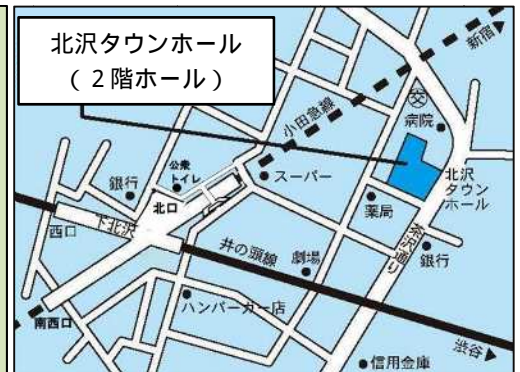 北沢タウンホール
(2階ホール)
新宿
小田急線
病院
公衆
トイレ
スーパー
銀行
北口
北沢
タウン
ホール
薬局
下北沢
西口
茶沢通り
井の頭線
劇場
銀行
ハンバーガー店
南西口
渋谷
信用金庫